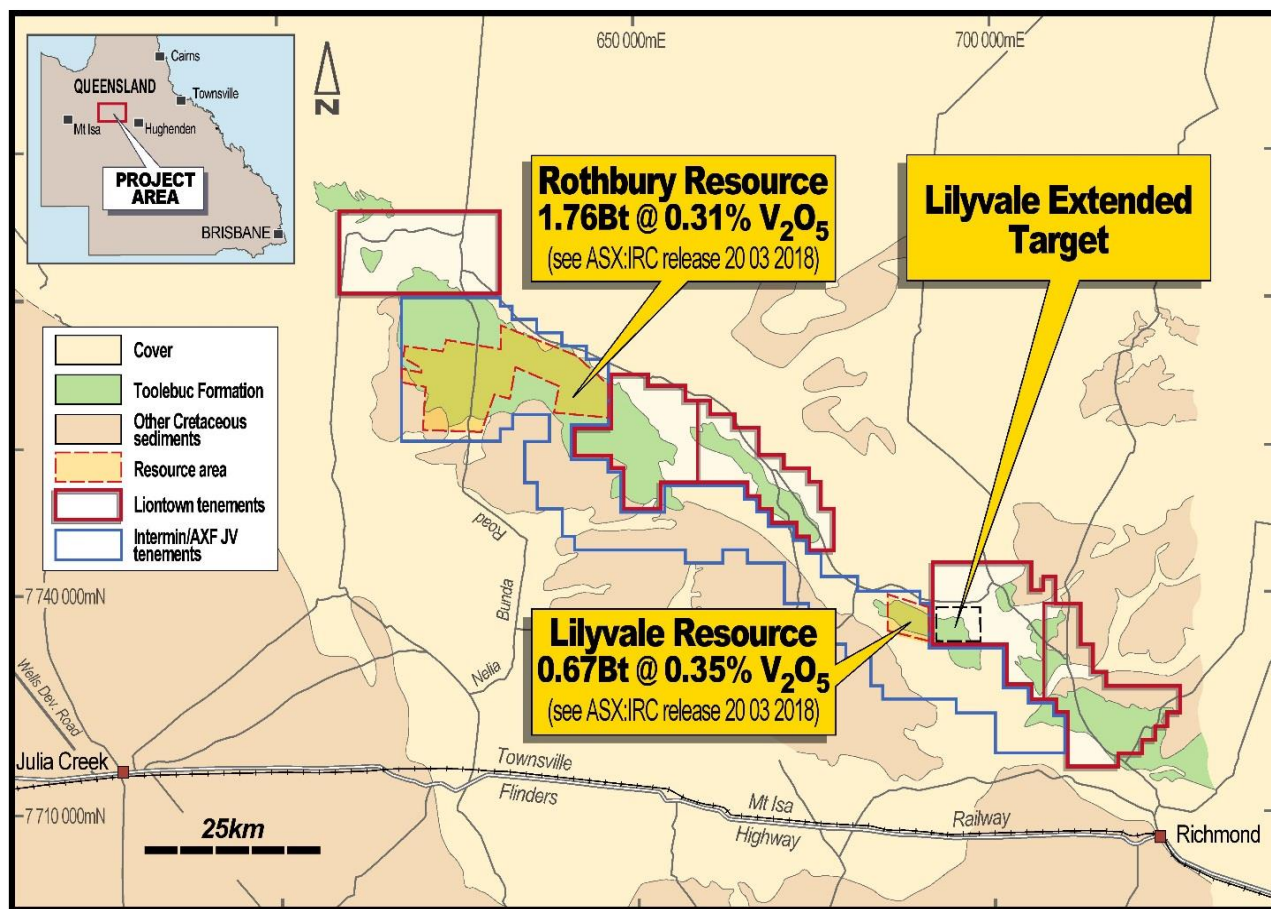 650 000mE
700 000mE
Cairns
QUEENSLAND
Townsville
Mt Isa
Hughenden
PROJECT
AREA
BRISBANE
N
Rothbury Resource
1.76Bt @ 0.31% V₂O₅
(see ASX:IRC release 20 03 2018)
Lilyvale Extended
Target
Cover
Toolebuc Formation
Other Cretaceous
sediments
Resource area
Liontown tenements
Intermin/AXF JV
tenements
7 740 000mN
Road
Bunda
Nelia
Lilyvale Resource
0.67Bt @ 0.35% V₂O₅
(see ASX:IRC release 20 03 2018)
Wells Dev. Road
Julia Creek
Townsville
Flinders
Mt Isa
Highway
Railway
Richmond
7 710 000mN
25km